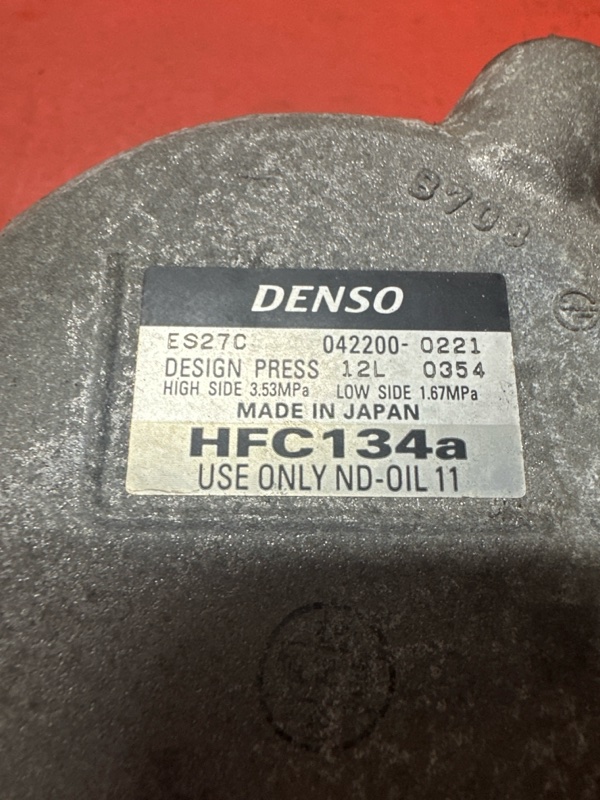 8703
DENSO
ES27C 042200-0221
DESIGN PRESS 12L 0354
HIGH SIDE 3.53MPa LOW SIDE 1.67MPa
MADE IN JAPAN
HFC134a
USE ONLY ND-OIL 11